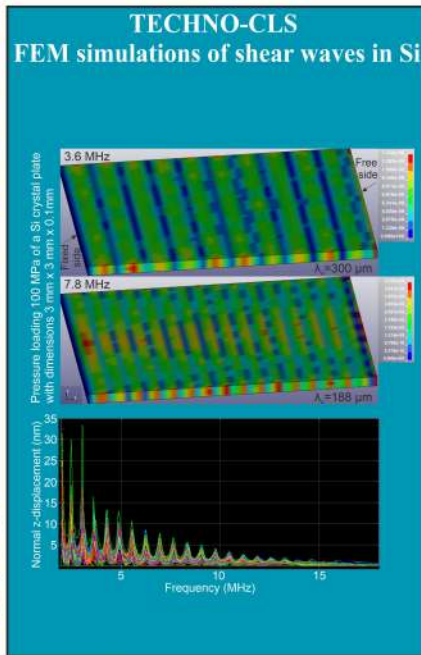 TECHNO-CLS
FEM simulations of shear waves in Si
3.6 MHz
Free
side
Fixed
side
λₛ=300 µm
7.8 MHz
λₛ=188 µm
Pressure loading 100 MPa of a Si crystal plate
with dimensions 3 mm x 3 mm x 0.1mm
Normal z-displacement (nm)
35
30
25
20
15
10
5
5
10
15
Frequency (MHz)